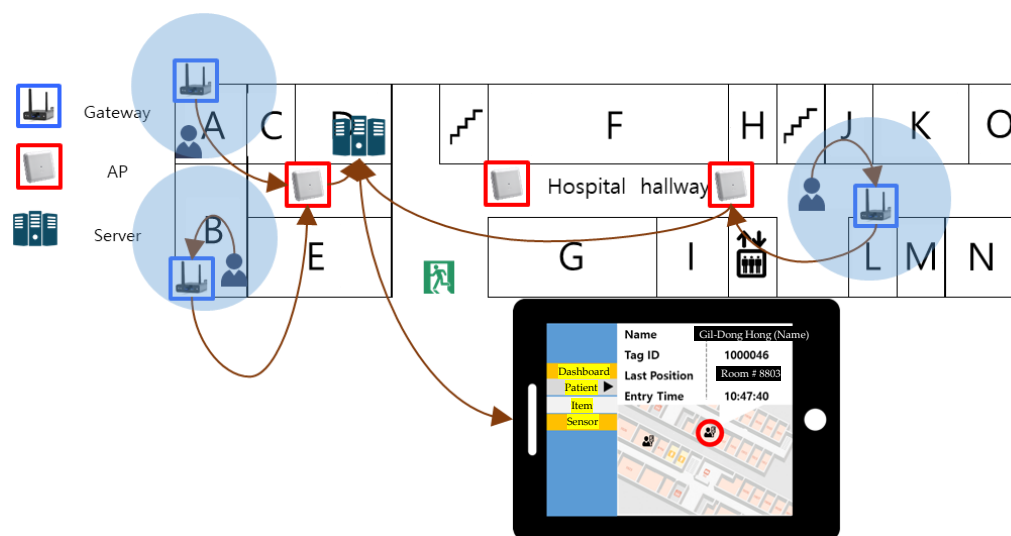 Gateway
AP
Server
A
C
D
F
H
J
K
O
Hospital hallway
B
E
G
I
L
M
N
Name Gil-Dong Hong (Name)
Tag ID 1000046
Last Position Room # 8803
Entry Time 10:47:40
Dashboard
Patient
Item
Sensor